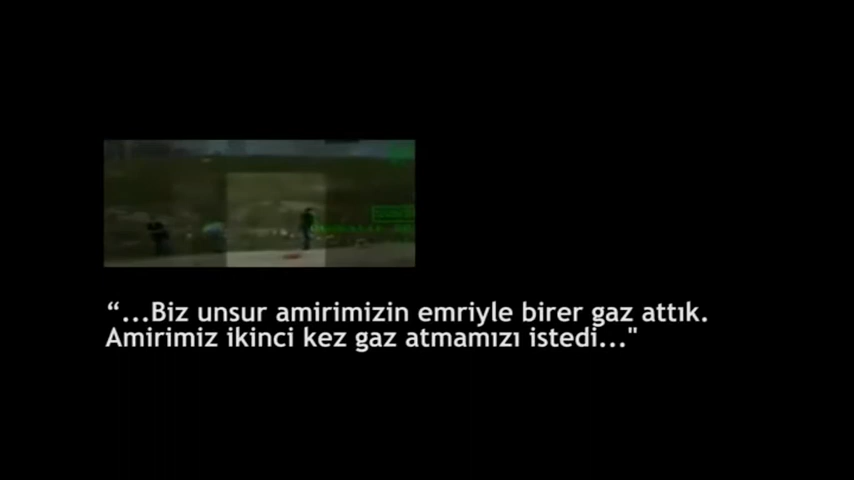 “...Biz unsur amirimizin emriyle birer gaz attık.
Amirimiz ikinci kez gaz atmamızı istedi..."